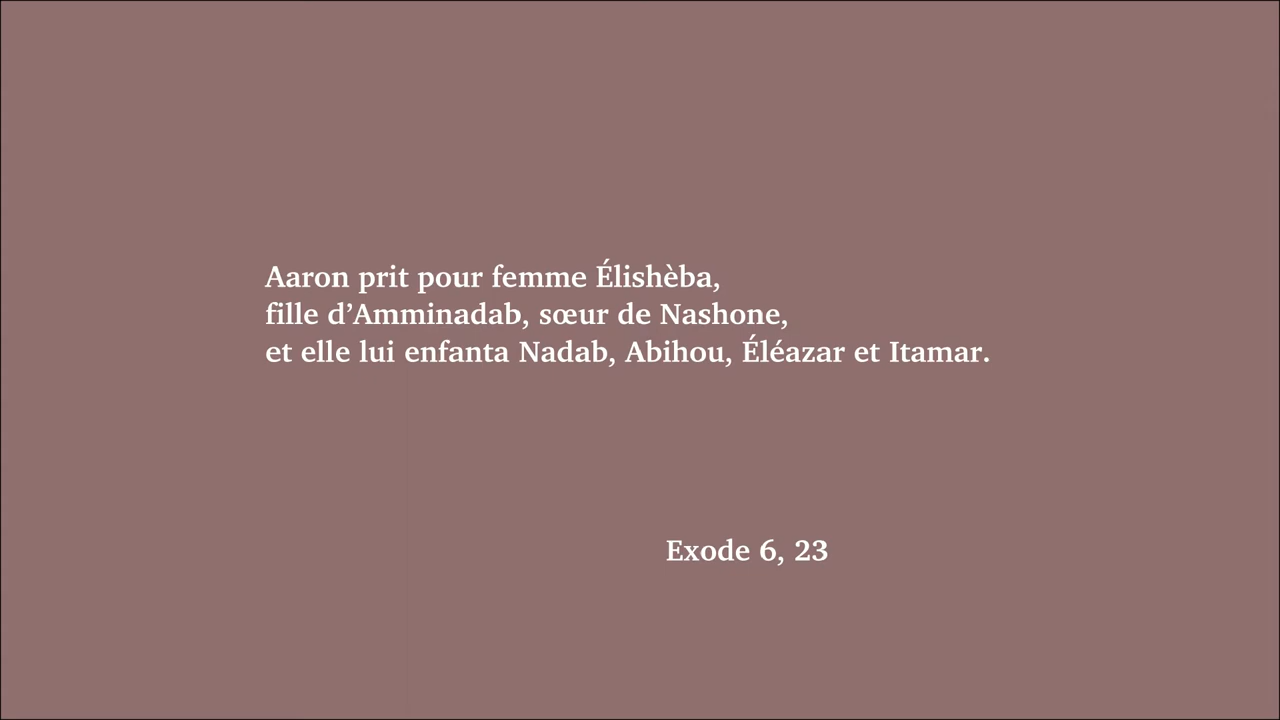 Aaron prit pour femme Élishèba,
fille d’Amminadab, sœur de Nashone,
et elle lui enfanta Nadab, Abihou, Éléazar et Itamar.
Exode 6, 23